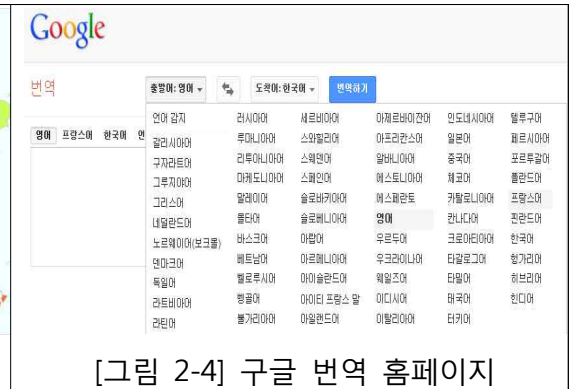 Google
번역
출발어: 영어
도착어: 한국어
번역하기
영어 프랑스어 한국어 언
언어 감지 러시아어 세르비아어 아제르바이잔어 인도네시아어 텔루구어
갈리시아어 루마니아어 스와힐리어 아프리칸스어 일본어 페르시아어
구자라트어 리투아니아어 스웨덴어 알바니아어 중국어 포르투갈어
그루지야어 마케도니아어 스페인어 에스토니아어 체코어 폴란드어
그리스어 말레이어 슬로바키아어 에스페란토 카탈로니아어 프랑스어
네덜란드어 몰타어 슬로베니아어 영어 칸나다어 핀란드어
노르웨이어(보크몰) 바스크어 아랍어 우르두어 크로아티아어 한국어
덴마크어 베트남어 아르메니아어 우크라이나어 타갈로그어 헝가리어
독일어 벨로루시어 아이슬란드어 웨일즈어 타밀어 히브리어
라트비아어 벵골어 아이티 프랑스 말 이디시어 태국어 힌디어
라틴어 불가리아어 아일랜드어 이탈리아어 터키어
[그림 2-4] 구글 번역 홈페이지